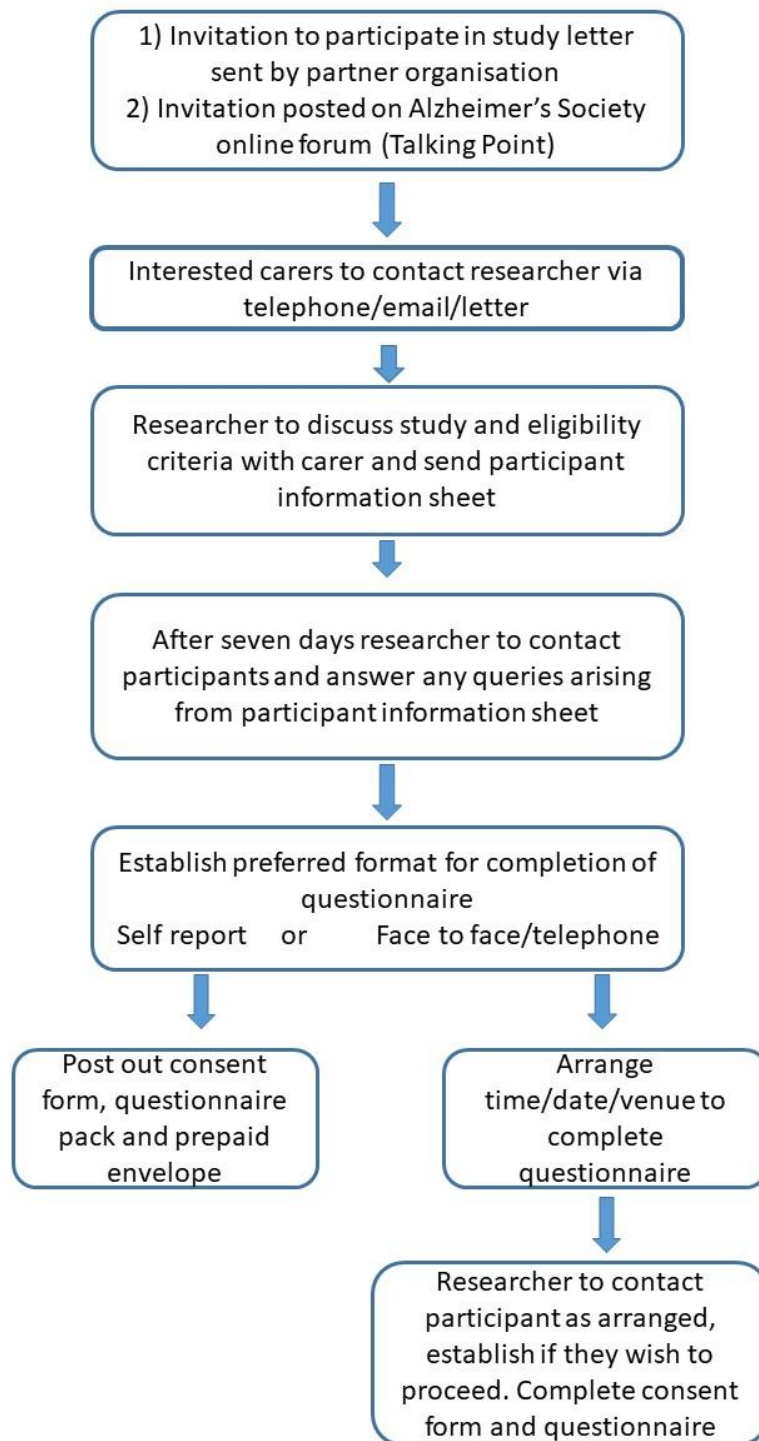 1) Invitation to participate in study letter
sent by partner organisation
2) Invitation posted on Alzheimer’s Society
online forum (Talking Point)
Interested carers to contact researcher via
telephone/email/letter
Researcher to discuss study and eligibility
criteria with carer and send participant
information sheet
After seven days researcher to contact
participants and answer any queries arising
from participant information sheet
Establish preferred format for completion of
questionnaire
Self report or Face to face/telephone
Post out consent
form, questionnaire
pack and prepaid
envelope
Arrange
time/date/venue to
complete
questionnaire
Researcher to contact
participant as arranged,
establish if they wish to
proceed. Complete consent
form and questionnaire